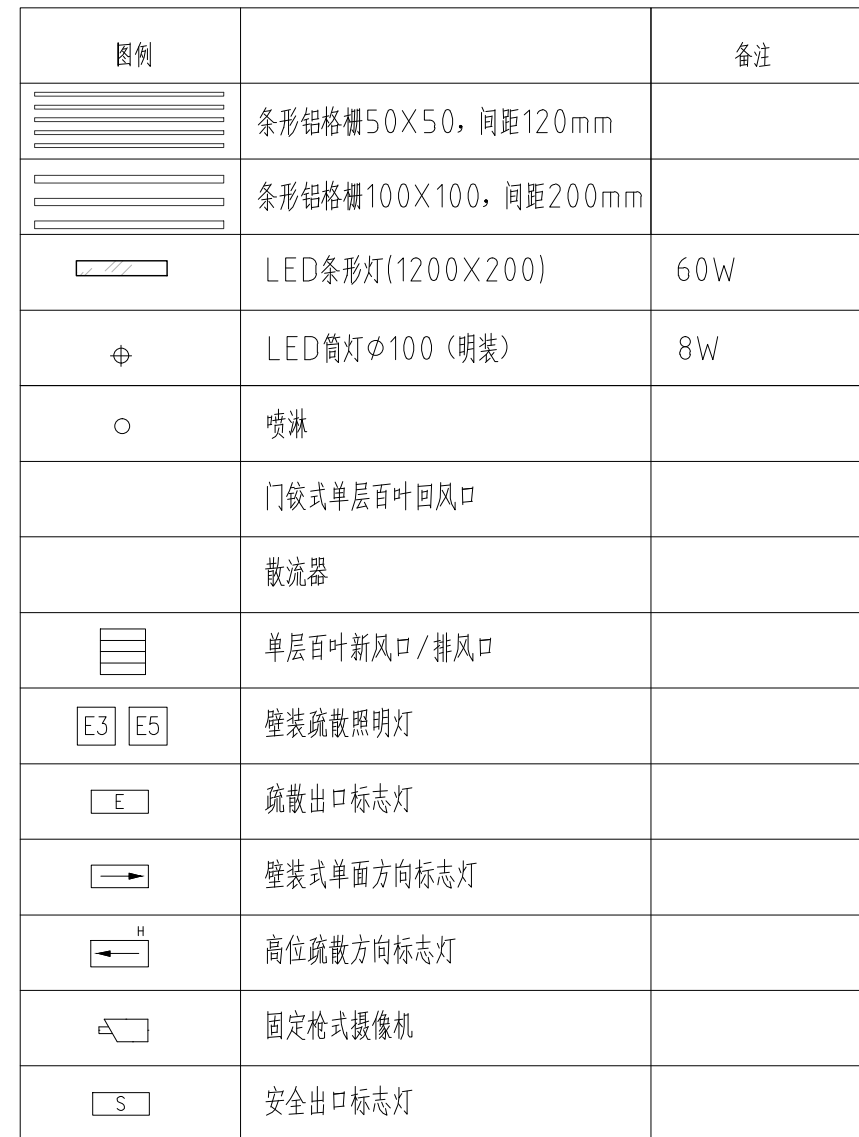 图例 备注
条形铝格栅50X50，间距120mm
条形铝格栅100X100，间距200mm
LED条形灯(1200X200) 60W
LED筒灯φ100（明装） 8W
喷淋
门铰式单层百叶回风口
散流器
单层百叶新风口/排风口
E3 E5 壁装疏散照明灯
E 疏散出口标志灯
壁装式单面方向标志灯
H 高位疏散方向标志灯
固定枪式摄像机
S 安全出口标志灯